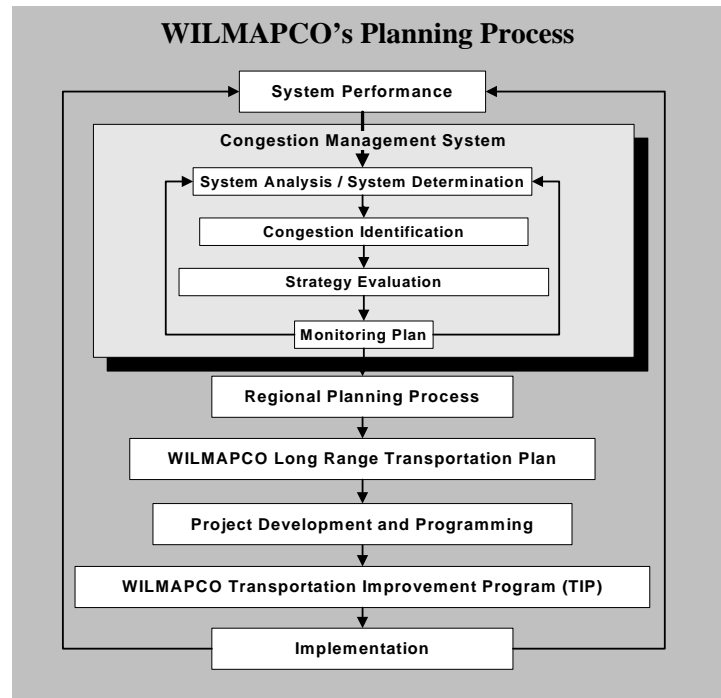 WILMAPCO's Planning Process
System Performance
Congestion Management System
System Analysis / System Determination
Congestion Identification
Strategy Evaluation
Monitoring Plan
Regional Planning Process
WILMAPCO Long Range Transportation Plan
Project Development and Programming
WILMAPCO Transportation Improvement Program (TIP)
Implementation